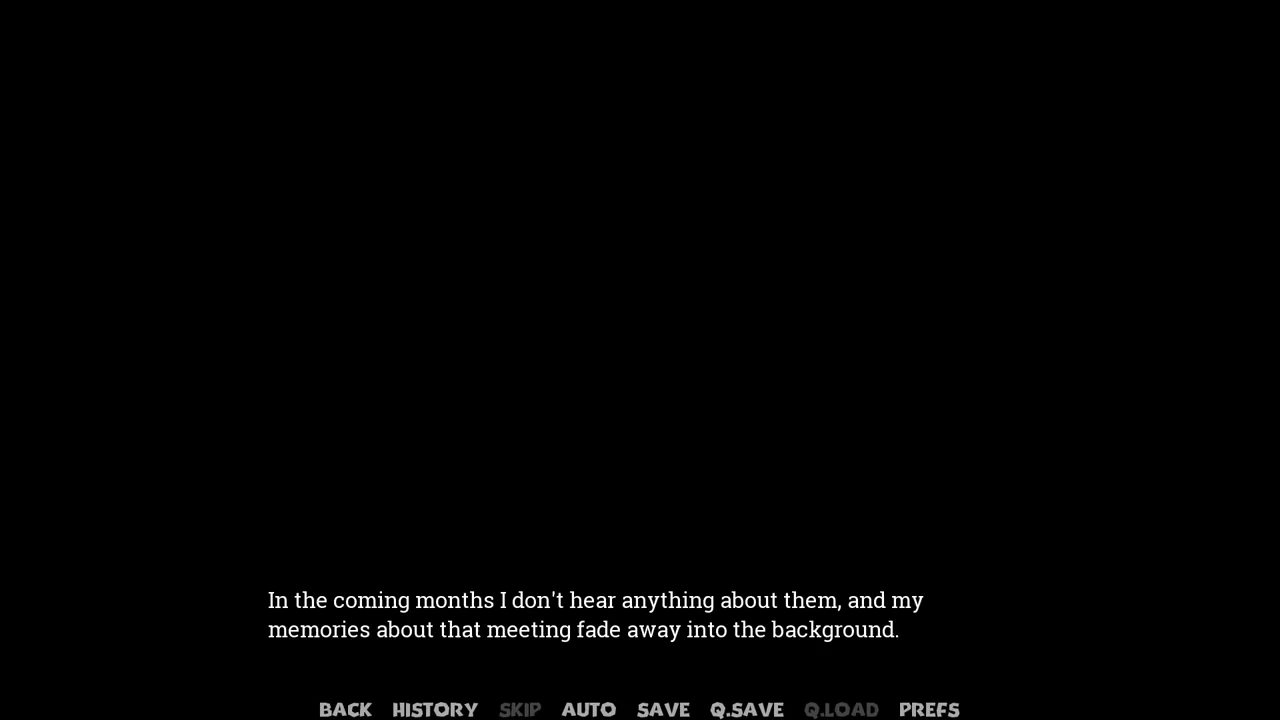 In the coming months I don't hear anything about them, and my
memories about that meeting fade away into the background.
BACK HISTORY SKIP AUTO SAVE Q.SAVE Q.LOAD PREFS